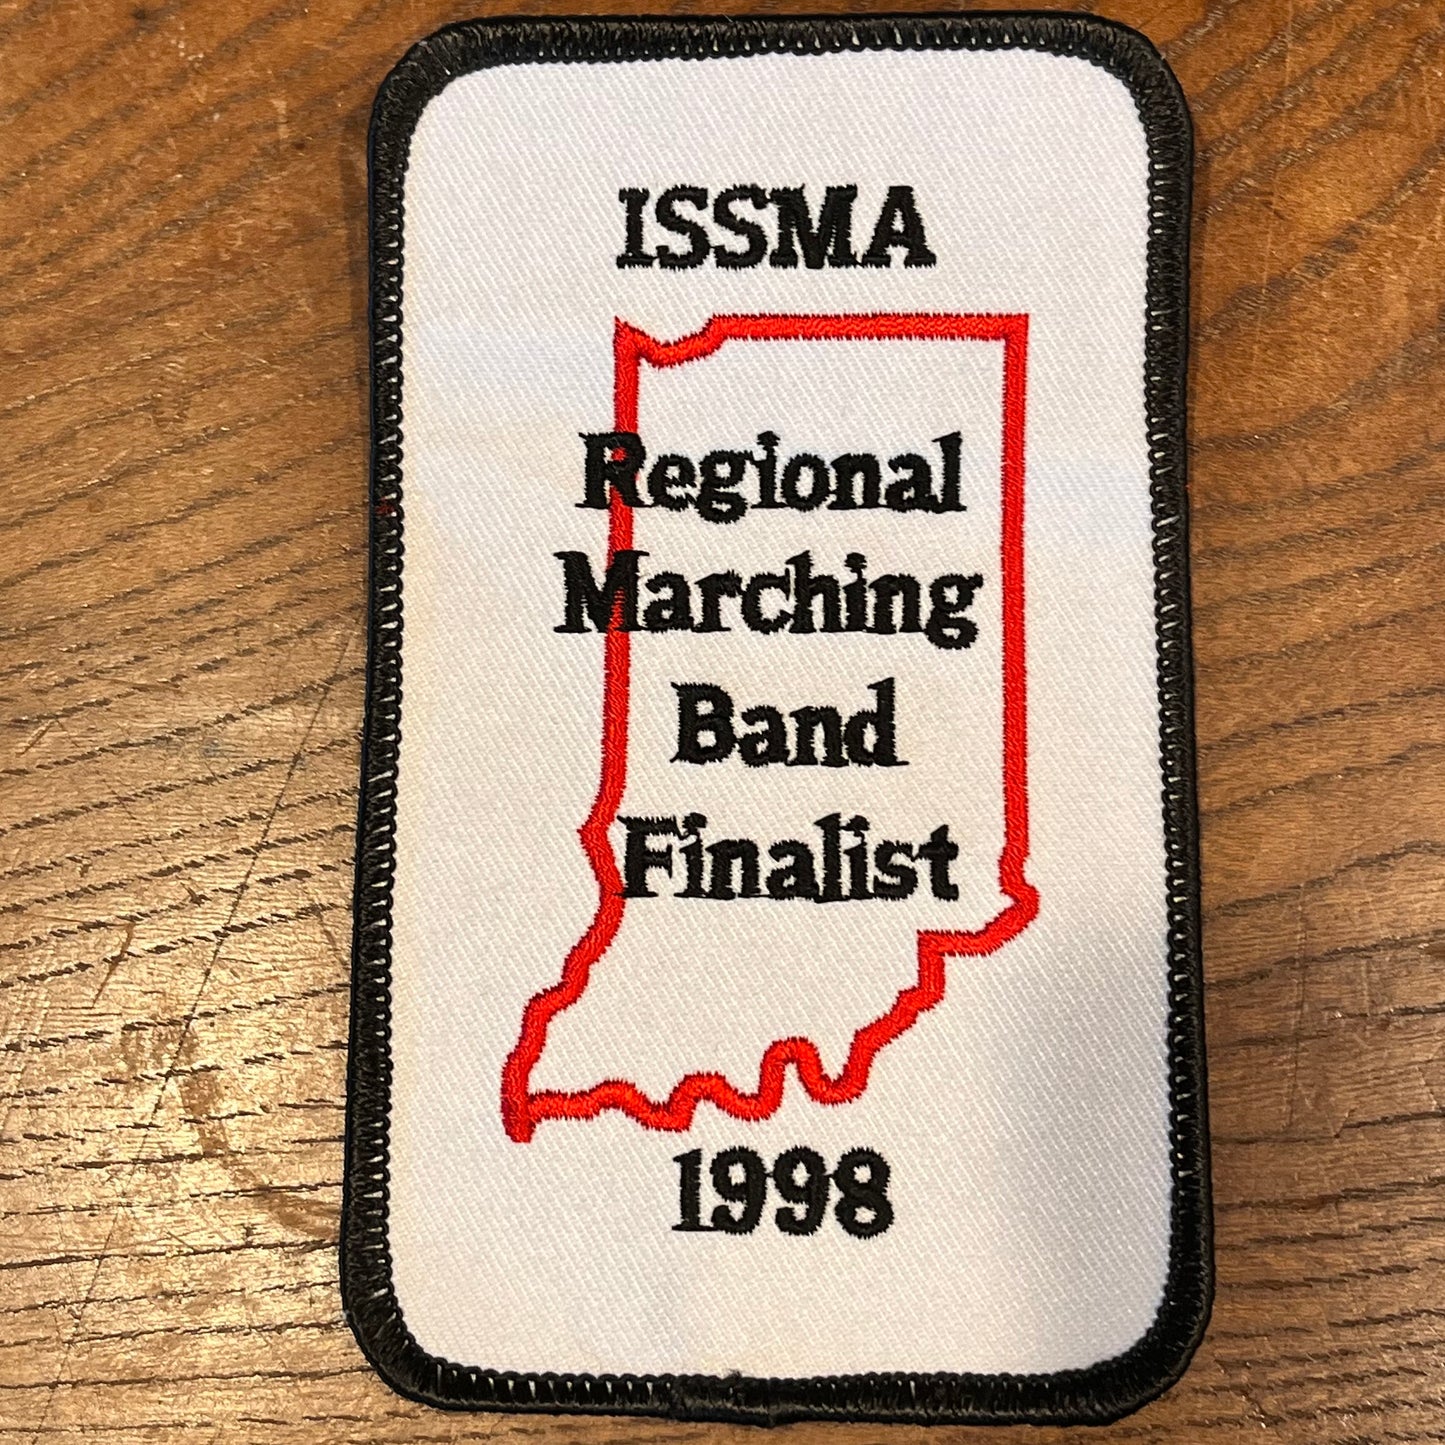 ISSMA
Regional
Marching
Band
Finalist
1998